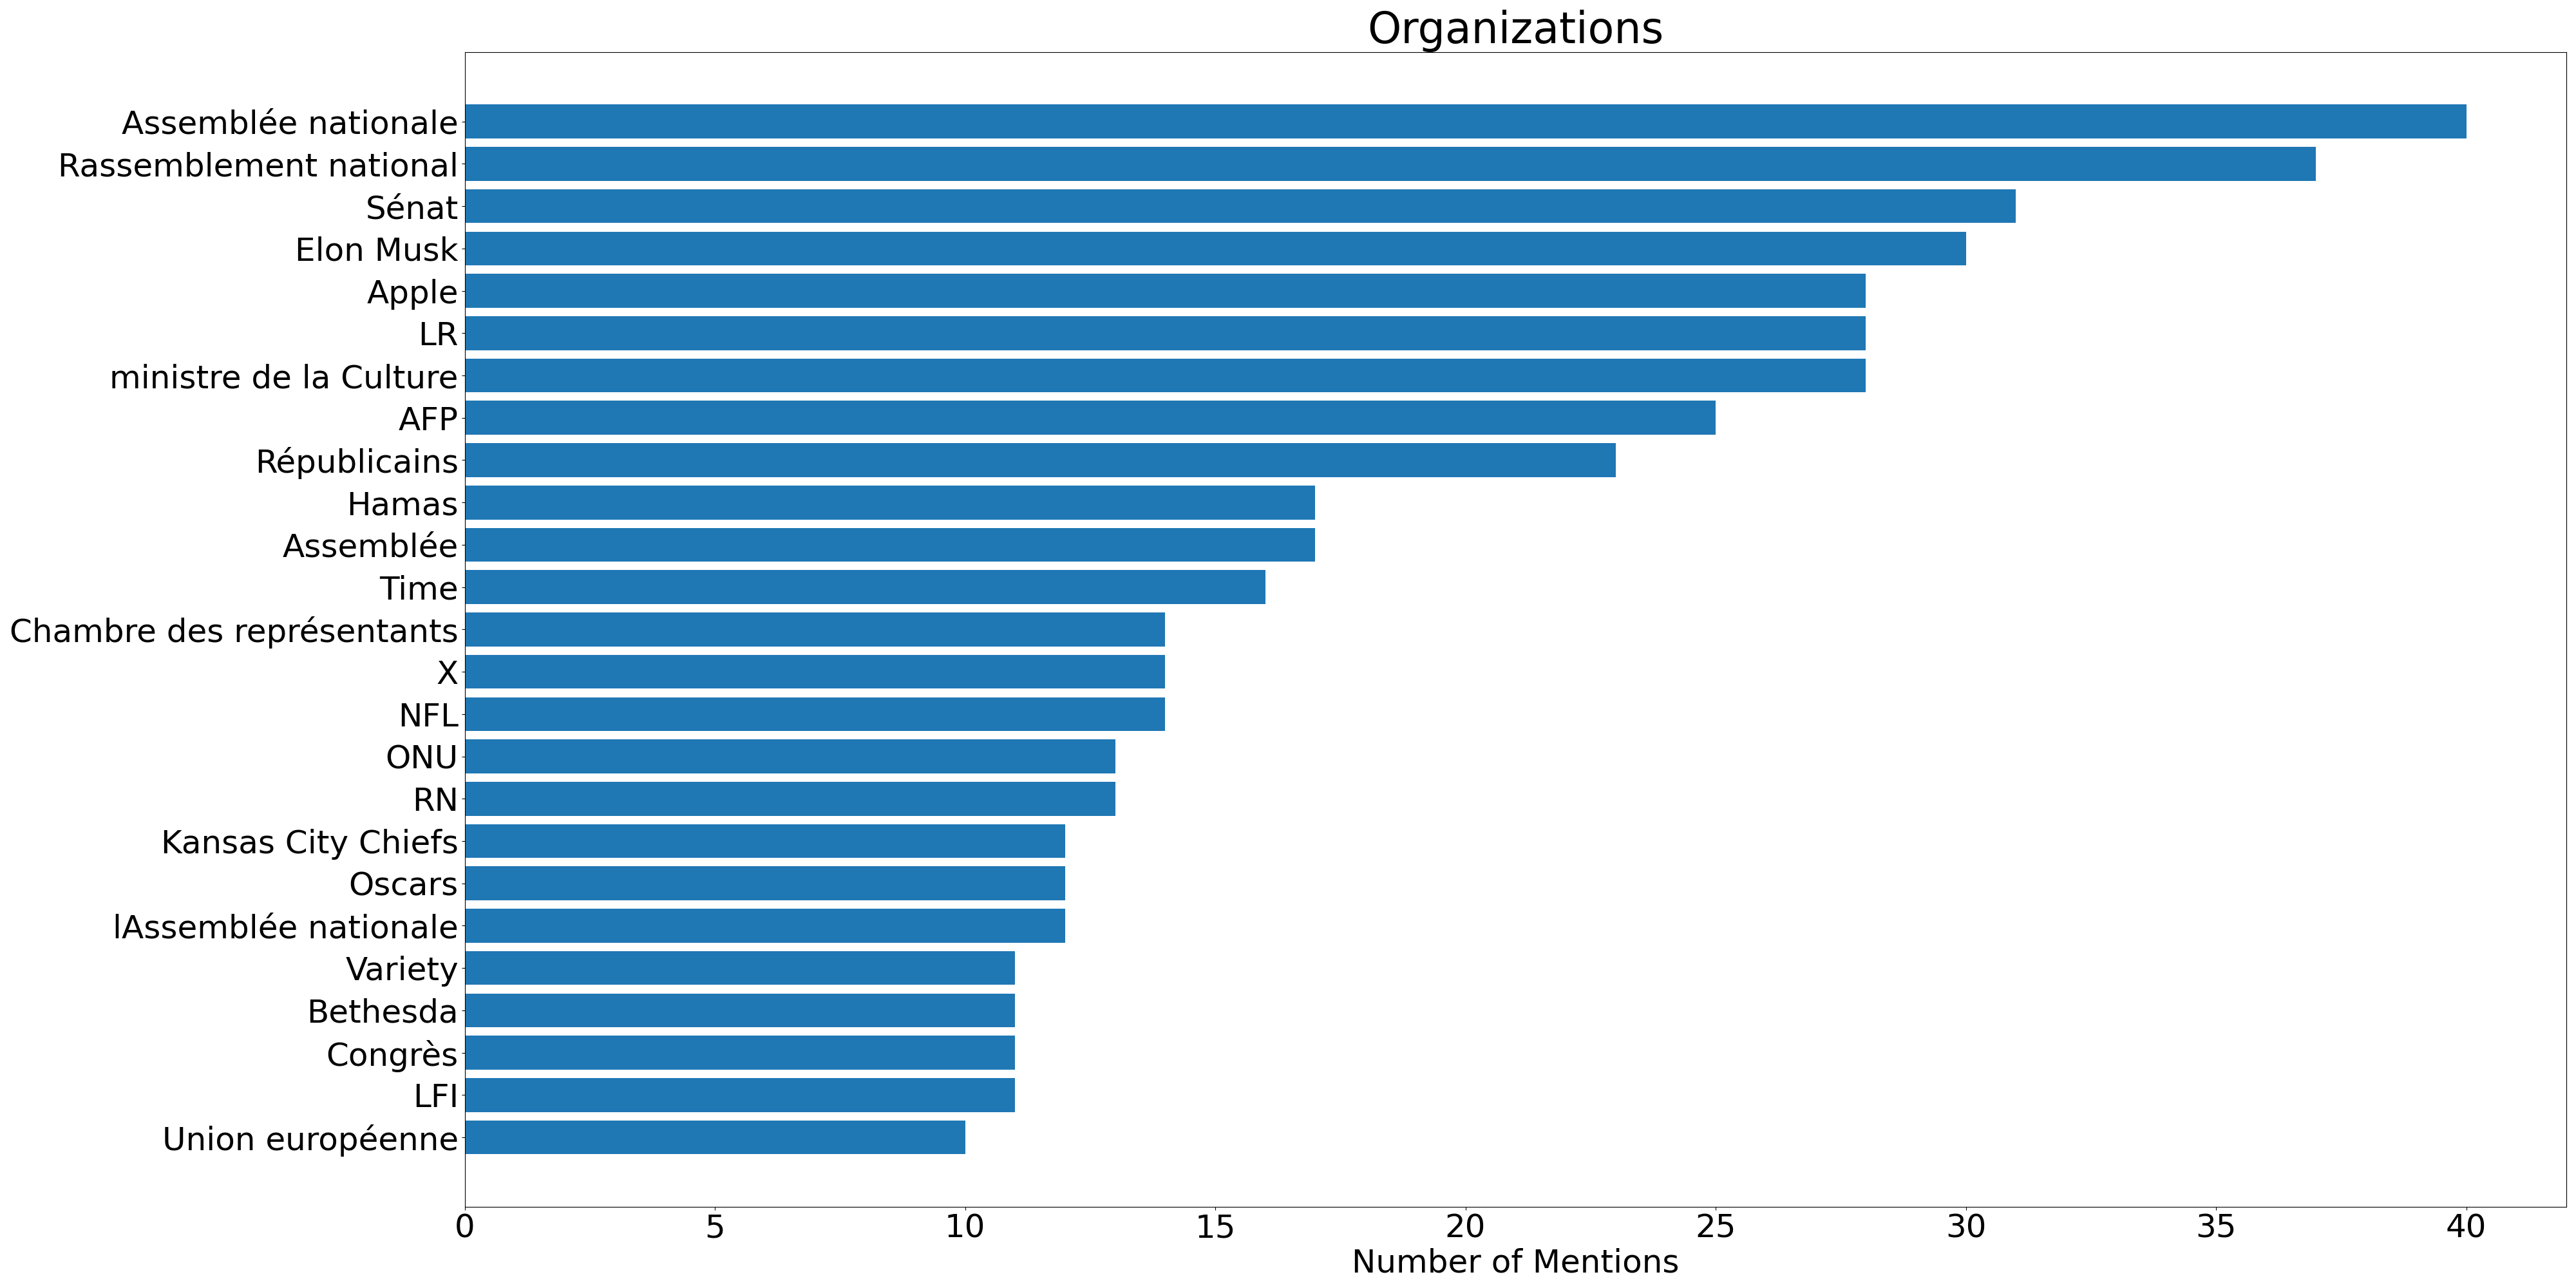 Organizations
Assemblée nationale
Rassemblement national
Sénat
Elon Musk
Apple
LR
ministre de la Culture
AFP
Républicains
Hamas
Assemblée
Time
Chambre des représentants
X
NFL
ONU
RN
Kansas City Chiefs
Oscars
lAssemblée nationale
Variety
Bethesda
Congrès
LFI
Union européenne
0 5 10 15 20 25 30 35 40
Number of Mentions